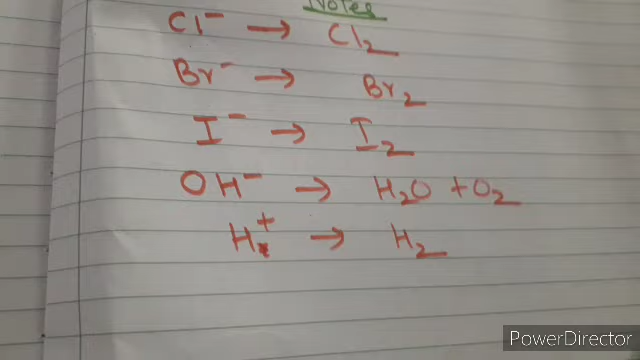 Notes
Cl⁻ → Cl₂
Br⁻ → Br₂
I⁻ → I₂
OH⁻ → H₂O + O₂
H⁺ → H₂
PowerDirector